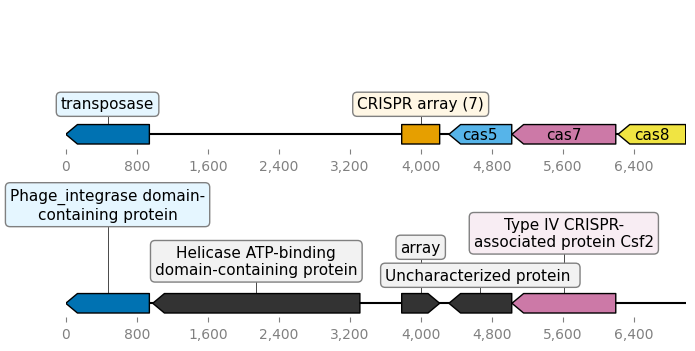 transposase
CRISPR array (7)
cas5
cas7
cas8
0 800 1,600 2,400 3,200 4,000 4,800 5,600 6,400
Phage_integrase domain-
containing protein
Helicase ATP-binding
domain-containing protein
array
Uncharacterized protein
Type IV CRISPR-
associated protein Csf2
0 800 1,600 2,400 3,200 4,000 4,800 5,600 6,400